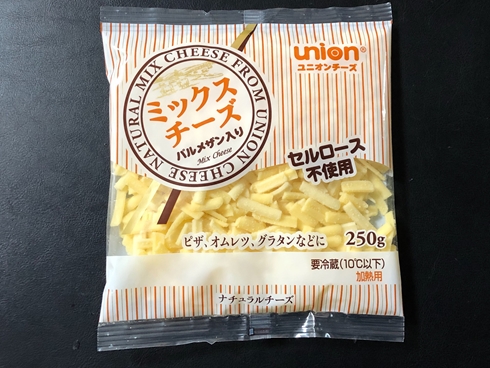 union®
ユニオンチーズ
NATURAL MIX CHEESE FROM UNION CHEESE
ミックス
チーズ
パルメザン入り
Mix Cheese
セルロース
不使用
ピザ、オムレツ、グラタンなどに
250g
要冷蔵(10℃以下)
加熱用
ナチュラルチーズ